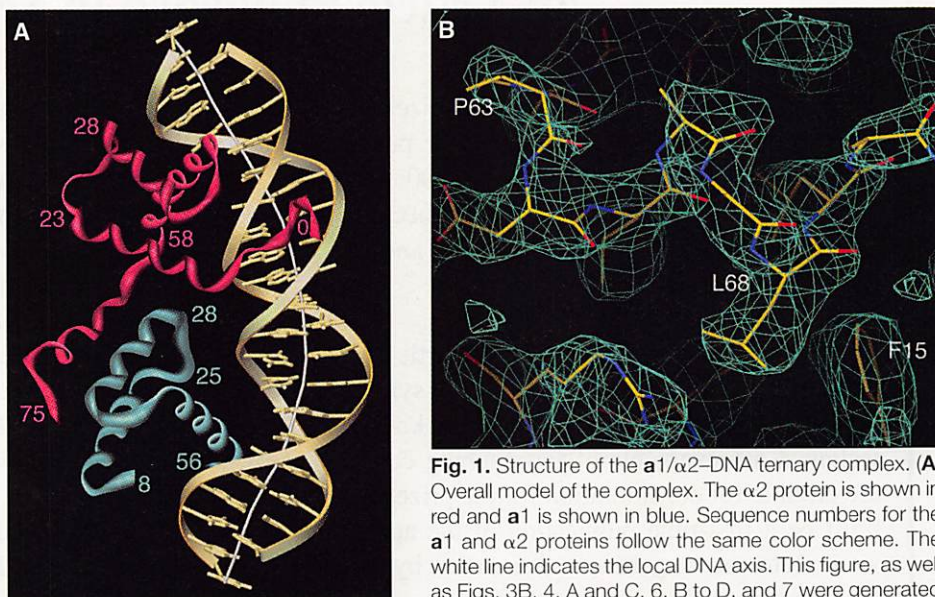 A
28
23
58
0
28
25
75
56
8
B
P63
L68
F15
Fig. 1. Structure of the a1/α2–DNA ternary complex. (A
Overall model of the complex. The α2 protein is shown in
red and a1 is shown in blue. Sequence numbers for the
a1 and α2 proteins follow the same color scheme. The
white line indicates the local DNA axis. This figure, as well
as Figs. 3B, 4, A and C, 6, B to D, and 7 were generated